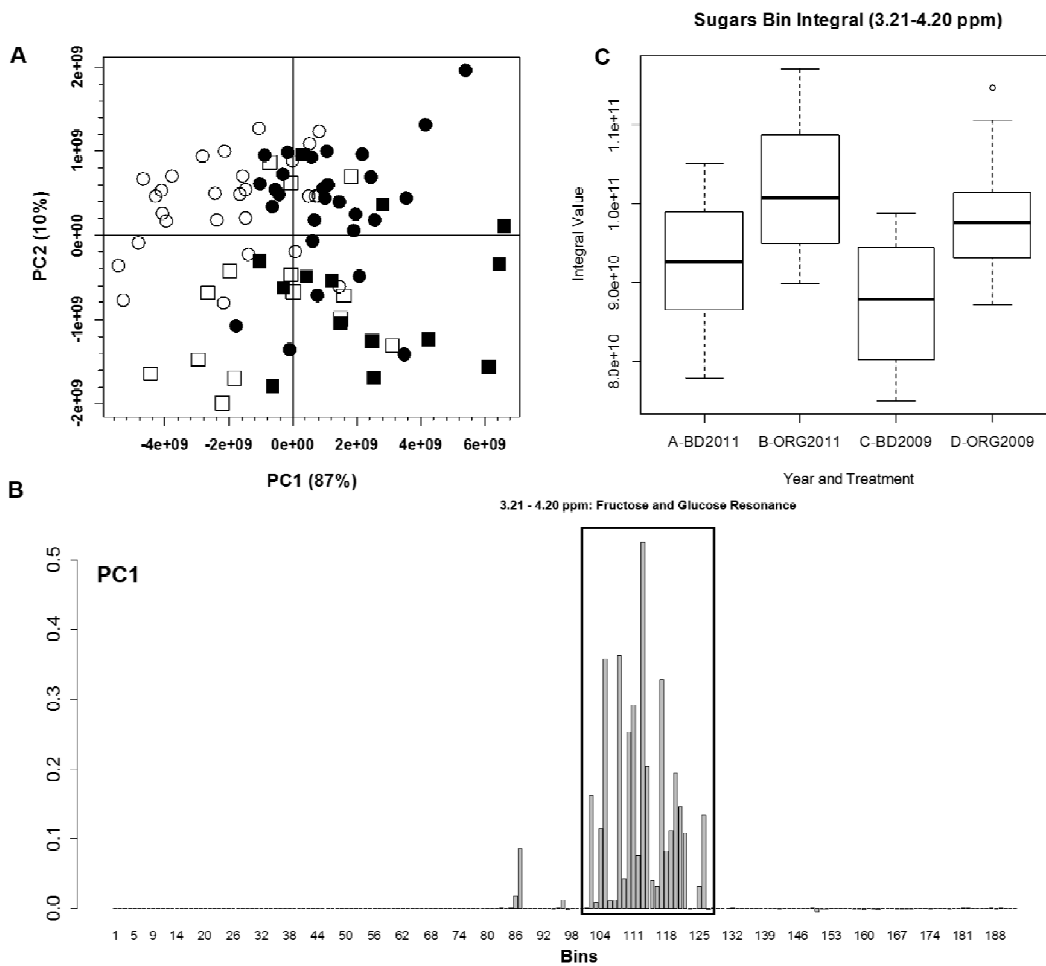 A
PC2 (10%)
2e+09
1e+09
0e+00
-1e+09
-2e+09
-4e+09 -2e+09 0e+00 2e+09 4e+09 6e+09
PC1 (87%)
Sugars Bin Integral (3.21-4.20 ppm)
C
Integral Value
1.1e+11
1.0e+11
9.0e+10
8.0e+10
A-BD2011 B-ORG2011 C-BD2009 D-ORG2009
Year and Treatment
B
3.21 - 4.20 ppm: Fructose and Glucose Resonance
PC1
0.5
0.4
0.3
0.2
0.1
0.0
1 5 9 14 20 26 32 38 44 50 56 62 68 74 80 86 92 98 104 111 118 125 132 139 146 153 160 167 174 181 188
Bins